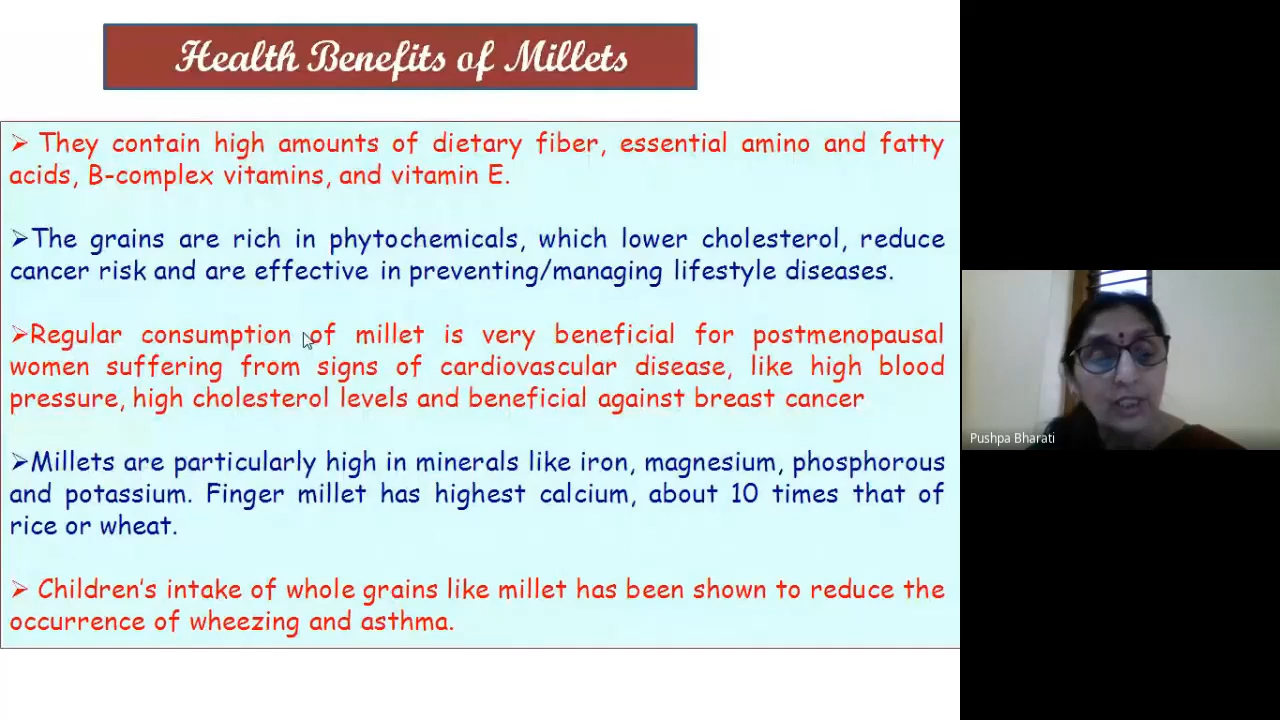 Health Benefits of Millets
➢ They contain high amounts of dietary fiber, essential amino and fatty
acids, B-complex vitamins, and vitamin E.
➢The grains are rich in phytochemicals, which lower cholesterol, reduce
cancer risk and are effective in preventing/managing lifestyle diseases.
➢Regular consumption of millet is very beneficial for postmenopausal
women suffering from signs of cardiovascular disease, like high blood
pressure, high cholesterol levels and beneficial against breast cancer
➢Millets are particularly high in minerals like iron, magnesium, phosphorous
and potassium. Finger millet has highest calcium, about 10 times that of
rice or wheat.
➢ Children's intake of whole grains like millet has been shown to reduce the
occurrence of wheezing and asthma.
Pushpa Bharati